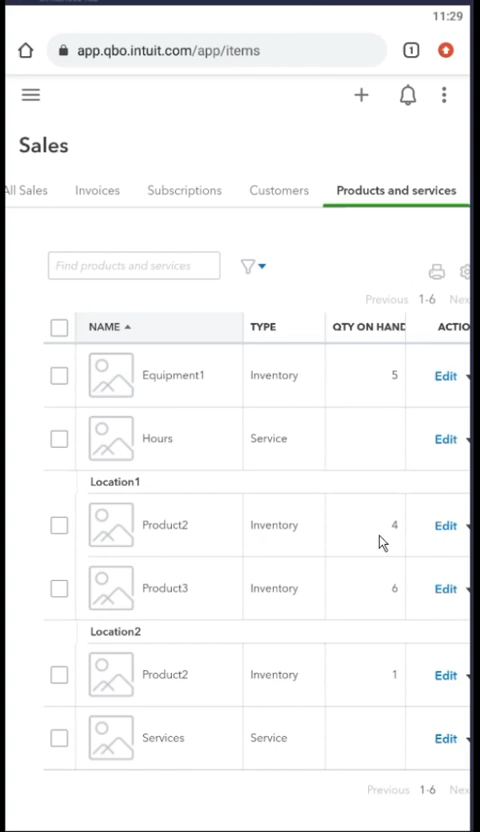 11:29
app.qbo.intuit.com/app/items
1
Sales
All Sales Invoices Subscriptions Customers Products and services
Find products and services
Previous 1-6 Nex
NAME TYPE QTY ON HAND ACTIO
Equipment1 Inventory 5 Edit
Hours Service Edit
Location1
Product2 Inventory 4 Edit
Product3 Inventory 6 Edit
Location2
Product2 Inventory 1 Edit
Services Service Edit
Previous 1-6 Nex